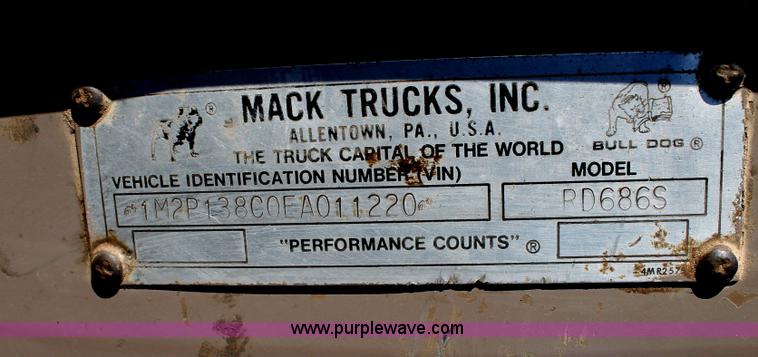 MACK TRUCKS, INC.
ALLENTOWN, PA., U.S.A.
THE TRUCK CAPITAL OF THE WORLD
BULL DOG ®
VEHICLE IDENTIFICATION NUMBER (VIN)
MODEL
1M2P138C0EA011220
RD686S
"PERFORMANCE COUNTS" ®
www.purplewave.com